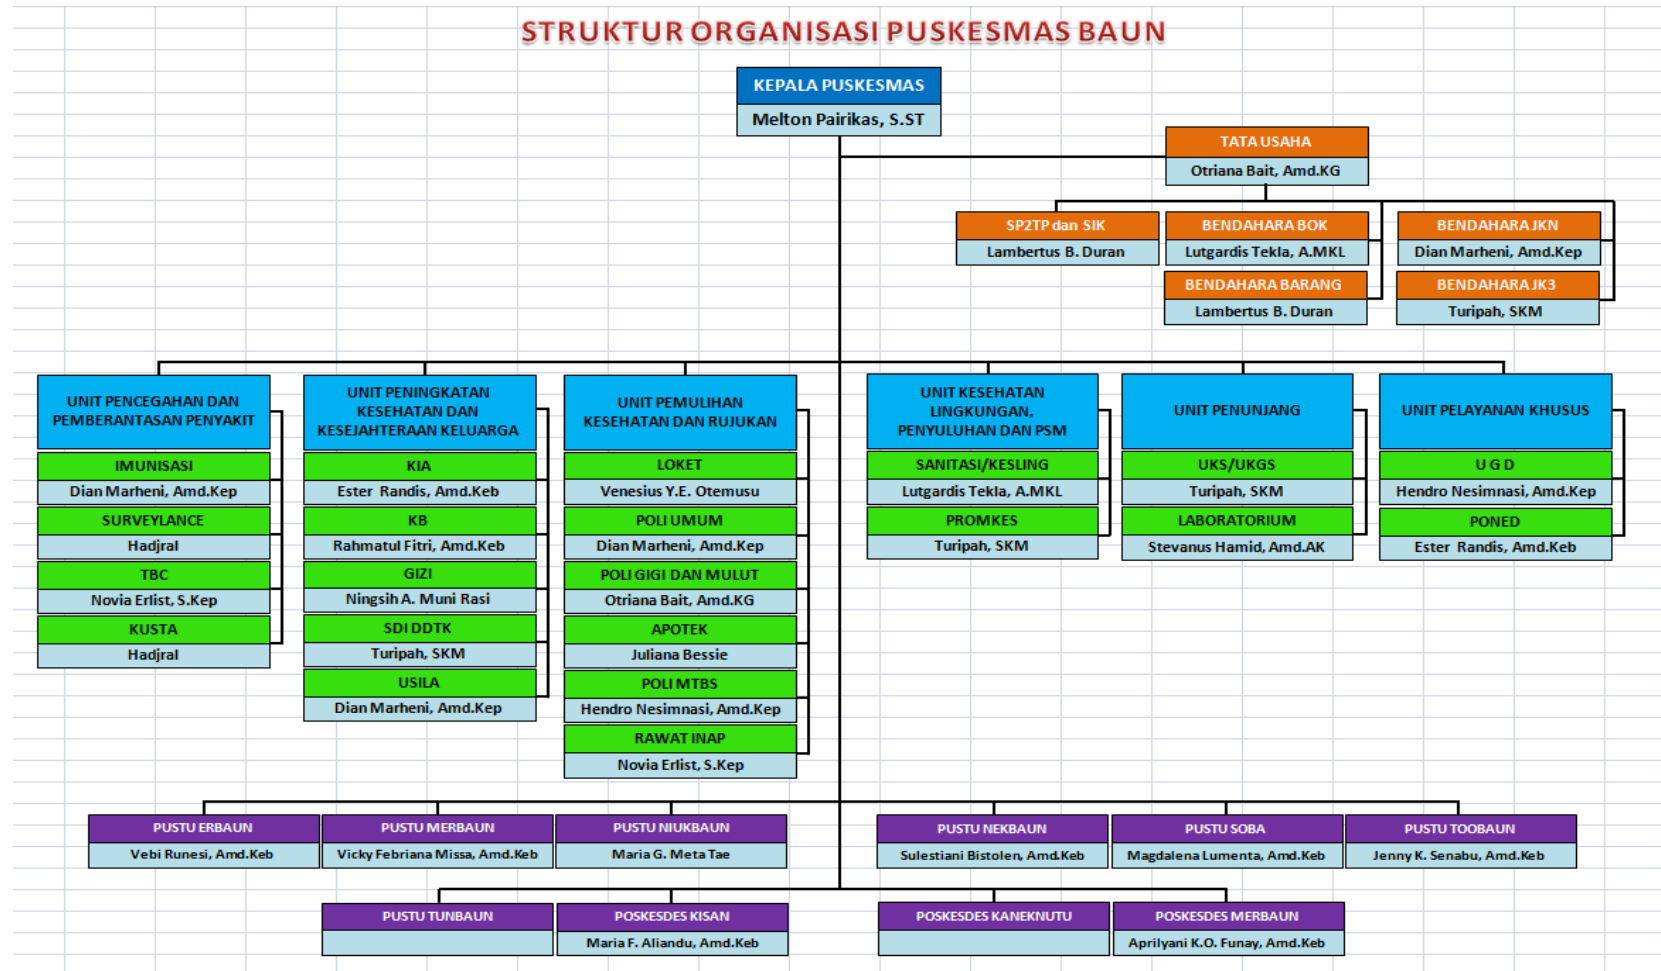 STRUKTUR ORGANISASI PUSKESMAS BAUN
KEPALA PUSKESMAS
Melton Pairikas, S.ST
TATA USAHA
Otriana Bait, Amd.KG
SP2TP dan SIK
Lambertus B. Duran
BENDAHARA BOK
Lutgardis Tekla, A.MKL
BENDAHARA JKN
Dian Marheni, Amd.Kep
BENDAHARA BARANG
Lambertus B. Duran
BENDAHARA JK3
Turipah, SKM
UNIT PENCEGAHAN DAN
PEMBERANTASAN PENYAKIT
IMUNISASI
Dian Marheni, Amd.Kep
SURVEYLANCE
Hadjral
TBC
Novia Erlist, S.Kep
KUSTA
Hadjral
UNIT PENINGKATAN
KESEHATAN DAN
KESEJAHTERAAN KELUARGA
KIA
Ester Randis, Amd.Keb
KB
Rahmatul Fitri, Amd.Keb
GIZI
Ningsih A. Muni Rasi
SDI DDTK
Turipah, SKM
USILA
Dian Marheni, Amd.Kep
UNIT PEMULIHAN
KESEHATAN DAN RUJUKAN
LOKET
Venesius Y.E. Otemusu
POLI UMUM
Dian Marheni, Amd.Kep
POLI GIGI DAN MULUT
Otriana Bait, Amd.KG
APOTEK
Juliana Bessie
POLI MTBS
Hendro Nesimnasi, Amd.Kep
RAWAT INAP
Novia Erlist, S.Kep
UNIT KESEHATAN
LINGKUNGAN,
PENYULUHAN DAN PSM
SANITASI/KESLING
Lutgardis Tekla, A.MKL
PROMKES
Turipah, SKM
UNIT PENUNJANG
UKS/UKGS
Turipah, SKM
LABORATORIUM
Stevanus Hamid, Amd.AK
UNIT PELAYANAN KHUSUS
U G D
Hendro Nesimnasi, Amd.Kep
PONED
Ester Randis, Amd.Keb
PUSTU ERBAUN
Vebi Runesi, Amd.Keb
PUSTU MERBAUN
Vicky Febriana Missa, Amd.Keb
PUSTU NIUKBAUN
Maria G. Meta Tae
PUSTU NEKBAUN
Sulestiani Bistolen, Amd.Keb
PUSTU SOBA
Magdalena Lumenta, Amd.Keb
PUSTU TOOBAUN
Jenny K. Senabu, Amd.Keb
PUSTU TUNBAUN
POSKESDES KISAN
Maria F. Aliandu, Amd.Keb
POSKESDES KANEKNUTU
POSKESDES MERBAUN
Aprilyani K.O. Funay, Amd.Keb